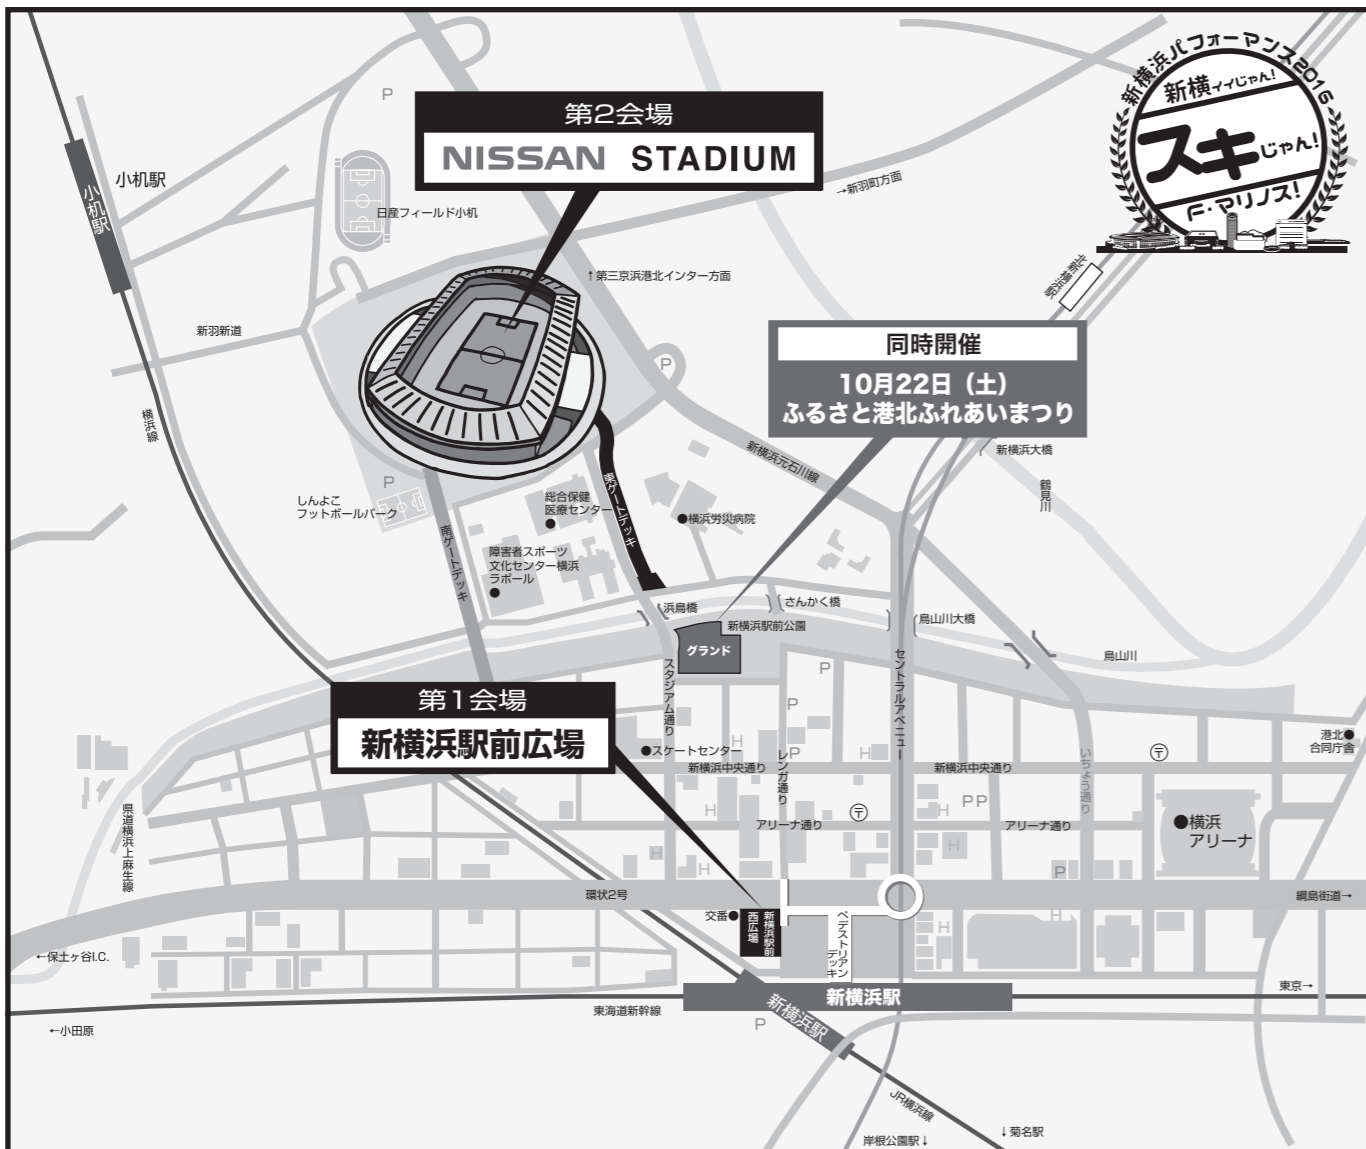 新横浜パフォーマンス2016
新横イイじゃん!
スキじゃん!
F・マリノス!
P
第2会場
NISSAN STADIUM
小机駅
小机駅
日産フィールド小机
→新羽町方面
↑第三京浜港北インター方面
北新横浜駅
新羽新道
同時開催
10月22日（土）
ふるさと港北ふれあいまつり
P
横浜線
新横浜元石川線
新横浜大橋
鶴見川
P
しんよこ
フットボールパーク
総合保健
医療センター
東ゲートデッキ
横浜労災病院
南ゲートデッキ
障害者スポーツ
文化センター横浜
ラポール
浜鳥橋
さんかく橋
新横浜駅前公園
鳥山川大橋
グランド
鳥山川
スタジアム通り
セントラルアベニュー
P
P
第1会場
新横浜駅前広場
スケートセンター
H
レンガ通り
P
H
新横浜中央通り
新横浜中央通り
いちょう通り
〒
港北
合同庁舎
県道横浜上麻生線
H
アリーナ通り
〒
H
P P
アリーナ通り
横浜
アリーナ
H
H
H
P
環状2号
綱島街道→
交番
新横浜駅前
西広場
ペデストリアン
デッキ
H
H
←保土ヶ谷I.C.
新横浜駅
東京→
東海道新幹線
新横浜駅
←小田原
P
JR横浜線
岸根公園駅↓
↓菊名駅